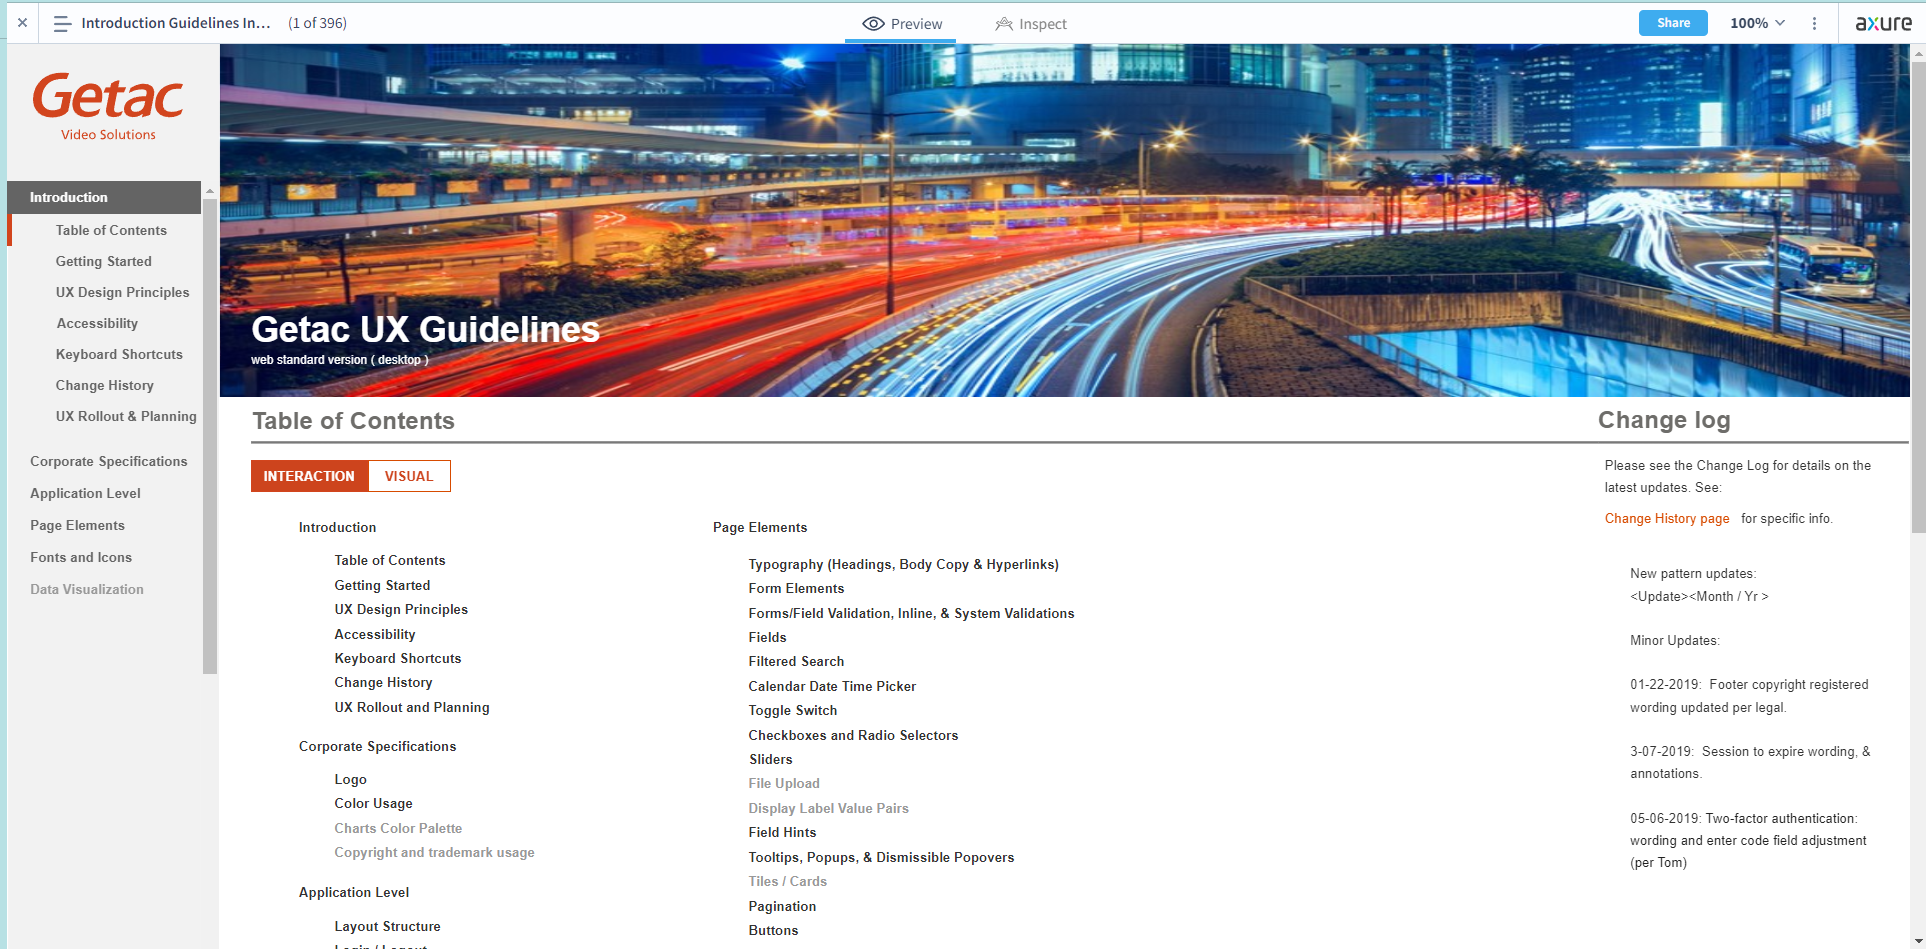 Introduction Guidelines In... (1 of 396)
Preview
Inspect
Share
100%
axure
Getac
Video Solutions
Introduction
Table of Contents
Getting Started
UX Design Principles
Accessibility
Keyboard Shortcuts
Change History
UX Rollout & Planning
Corporate Specifications
Application Level
Page Elements
Fonts and Icons
Data Visualization
Getac UX Guidelines
web standard version ( desktop )
Table of Contents
INTERACTION
VISUAL
Introduction
Table of Contents
Getting Started
UX Design Principles
Accessibility
Keyboard Shortcuts
Change History
UX Rollout and Planning
Corporate Specifications
Logo
Color Usage
Charts Color Palette
Copyright and trademark usage
Application Level
Layout Structure
Login / Logout
Page Elements
Typography (Headings, Body Copy & Hyperlinks)
Form Elements
Forms/Field Validation, Inline, & System Validations
Fields
Filtered Search
Calendar Date Time Picker
Toggle Switch
Checkboxes and Radio Selectors
Sliders
File Upload
Display Label Value Pairs
Field Hints
Tooltips, Popups, & Dismissible Popovers
Tiles / Cards
Pagination
Buttons
Change log
Please see the Change Log for details on the
latest updates. See:
Change History page for specific info.
New pattern updates:
<Update><Month / Yr >
Minor Updates:
01-22-2019: Footer copyright registered
wording updated per legal.
3-07-2019: Session to expire wording, &
annotations.
05-06-2019: Two-factor authentication:
wording and enter code field adjustment
(per Tom)